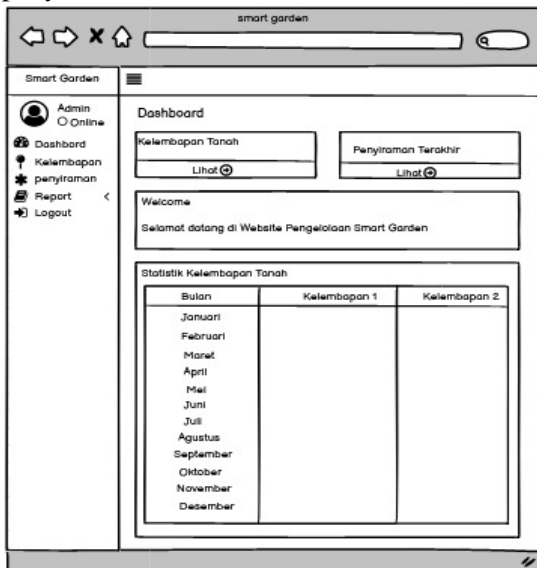 smart garden
Smart Garden
Admin
Online
Dashbord
Kelembapan
penyiraman
Report <
Logout
Dashboard
Kelembapan Tanah
Lihat
Penyiraman Terakhir
Lihat
Welcome
Selamat datang di Website Pengelolaan Smart Garden
Statistik Kelembapan Tanah
Bulan Kelembapan 1 Kelembapan 2
Januari
Februari
Maret
April
Mei
Juni
Juli
Agustus
September
Oktober
November
Desember